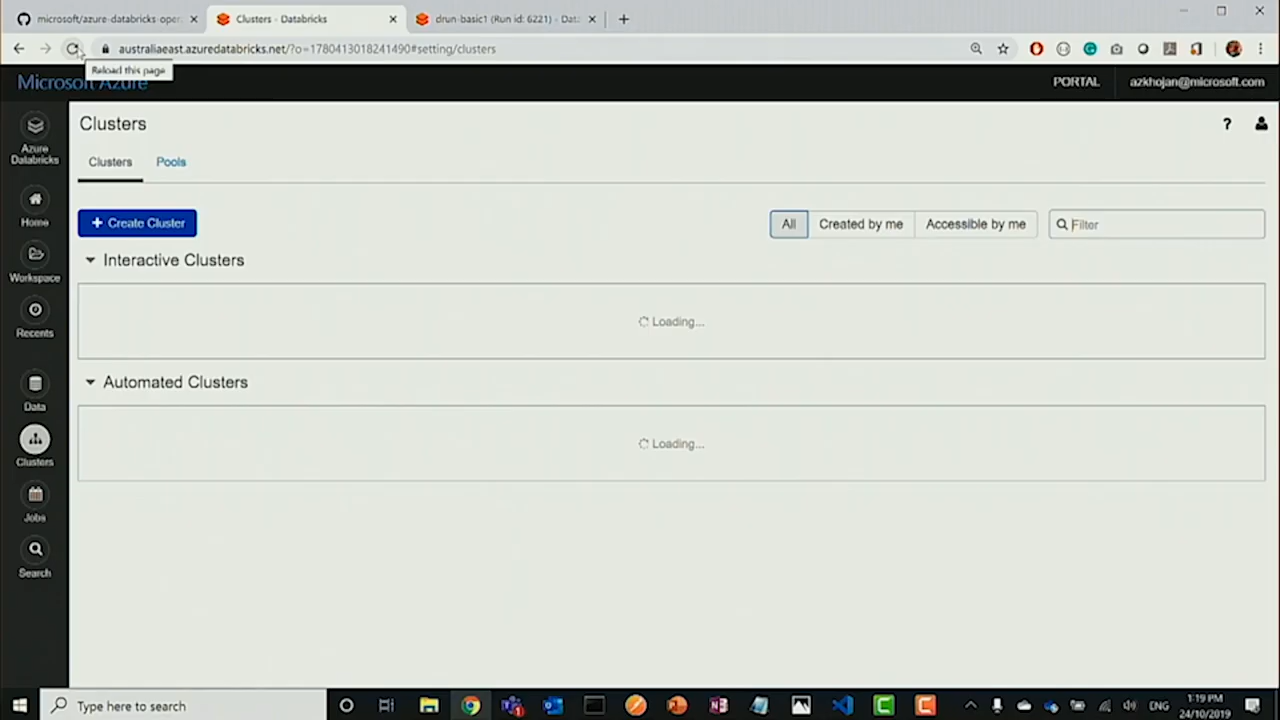 microsoft/azure-databricks-oper
Clusters - Databricks
drun-basic1 (Run id: 6221) - Data
australiaeast.azuredatabricks.net/?o=1780413018241490#setting/clusters
Reload this page
Microsoft Azure
PORTAL
azkhojan@microsoft.com
Azure
Databricks
Home
Workspace
Recents
Data
Clusters
Jobs
Search
Clusters
?
Clusters
Pools
+ Create Cluster
All
Created by me
Accessible by me
Filter
Interactive Clusters
Loading...
Automated Clusters
Loading...
Type here to search
ENG
1:19 PM
24/10/2019